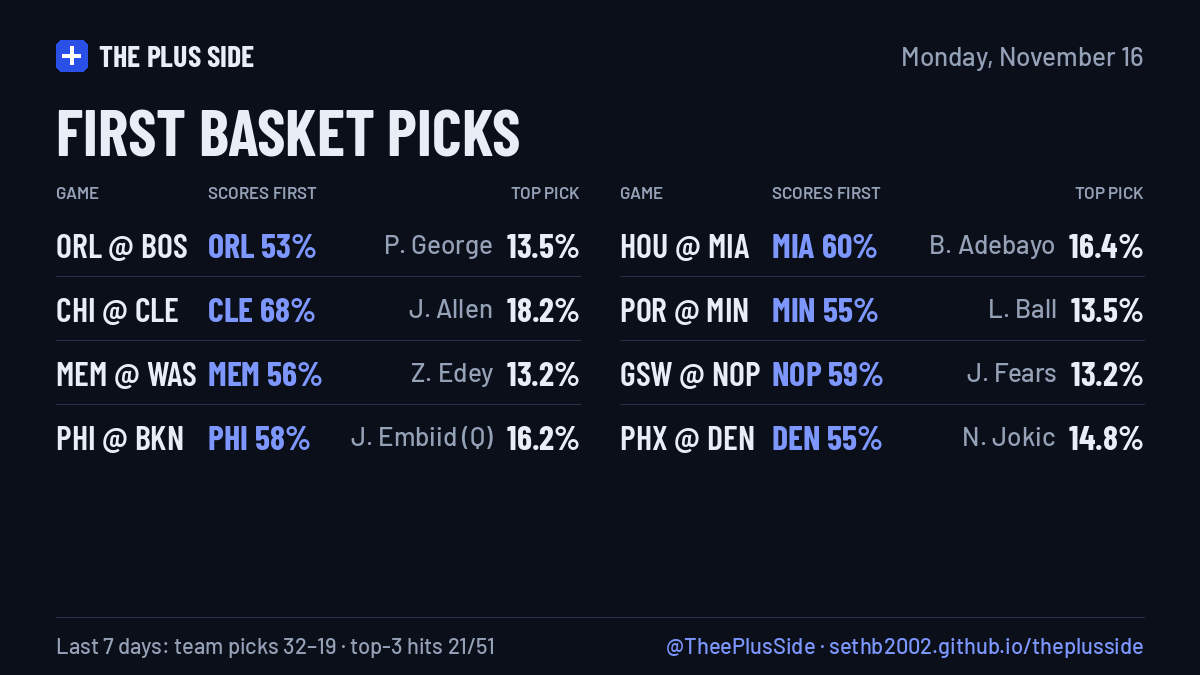 THE PLUS SIDE
Monday, November 16
FIRST BASKET PICKS
GAME SCORES FIRST TOP PICK
ORL @ BOS ORL 53% P. George 13.5%
CHI @ CLE CLE 68% J. Allen 18.2%
MEM @ WAS MEM 56% Z. Edey 13.2%
PHI @ BKN PHI 58% J. Embiid (Q) 16.2%
GAME SCORES FIRST TOP PICK
HOU @ MIA MIA 60% B. Adebayo 16.4%
POR @ MIN MIN 55% L. Ball 13.5%
GSW @ NOP NOP 59% J. Fears 13.2%
PHX @ DEN DEN 55% N. Jokic 14.8%
Last 7 days: team picks 32–19 · top-3 hits 21/51
@TheePlusSide · sethb2002.github.io/theplusside